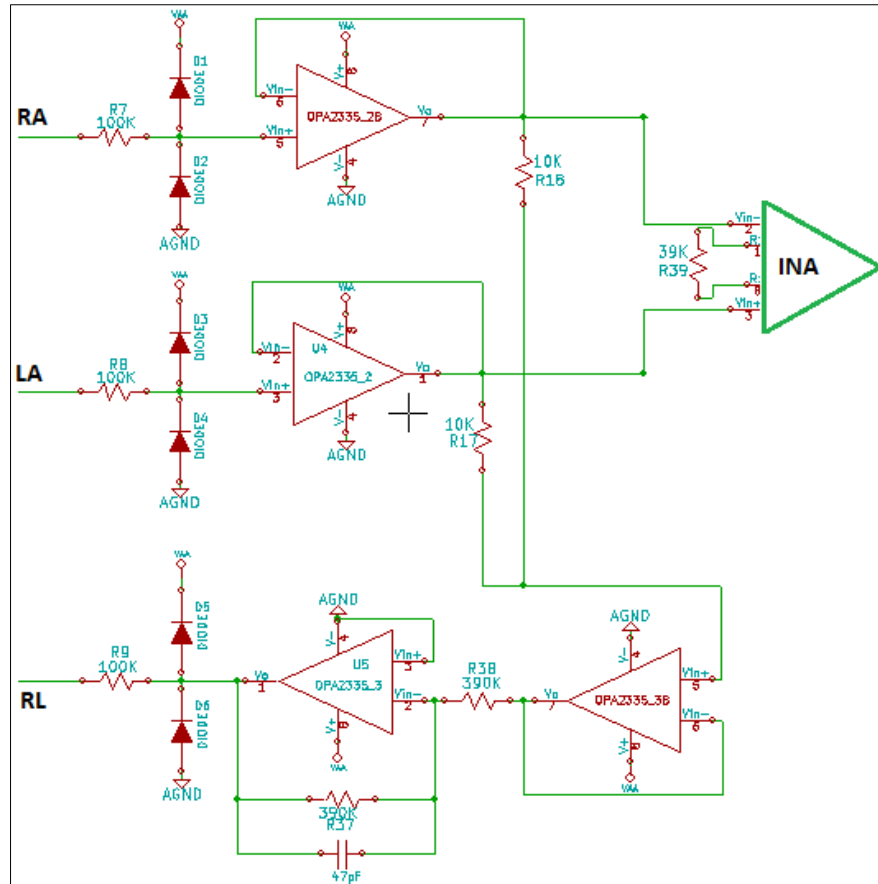 VAA
D1
DIODE
RA
R7
100K
D2
DIODE
AGND
VAA
V+
8
Vin-
6
OPA2335_2B
Vin+
5
Vo
7
V-
4
AGND
10K
R18
VAA
D3
DIODE
LA
R8
100K
D4
DIODE
AGND
VAA
V+
8
Vin-
2
U4
OPA2335_2
Vin+
3
Vo
1
V-
4
AGND
10K
R17
39K
R39
Vin-
2
R:
1
R:
8
Vin+
3
INA
VAA
D5
DIODE
RL
R9
100K
D6
DIODE
AGND
AGND
V-
4
Vin+
3
U5
OPA2335_3
Vin-
2
Vo
1
V+
8
VAA
R38
390K
AGND
V-
4
Vin+
5
OPA2335_3B
Vin-
6
Vo
7
V+
8
VAA
390K
R37
47pF